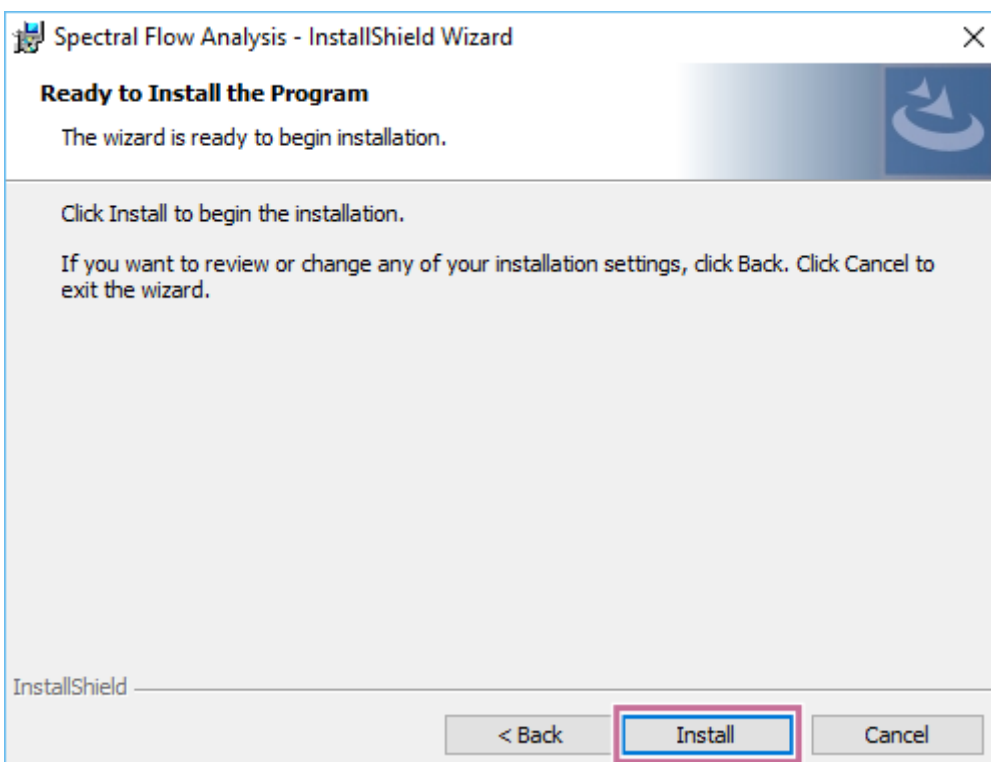 Spectral Flow Analysis - InstallShield Wizard
Ready to Install the Program
The wizard is ready to begin installation.
Click Install to begin the installation.
If you want to review or change any of your installation settings, click Back. Click Cancel to
exit the wizard.
InstallShield
< Back
Install
Cancel